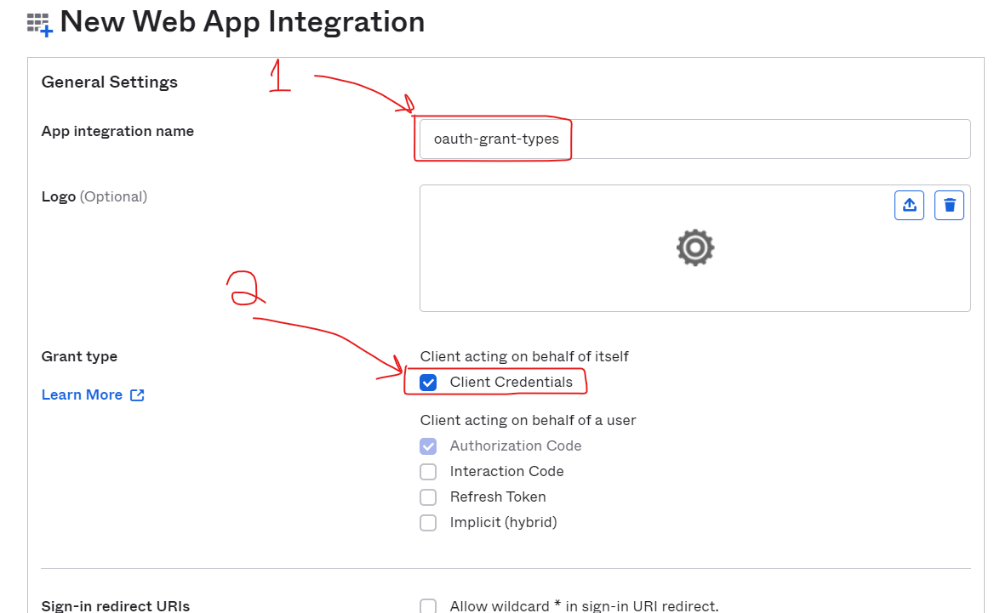 New Web App Integration
General Settings
1
App integration name
oauth-grant-types
Logo (Optional)
2
Grant type
Client acting on behalf of itself
Client Credentials
Learn More
Client acting on behalf of a user
Authorization Code
Interaction Code
Refresh Token
Implicit (hybrid)
Sign-in redirect URIs
Allow wildcard * in sign-in URI redirect.